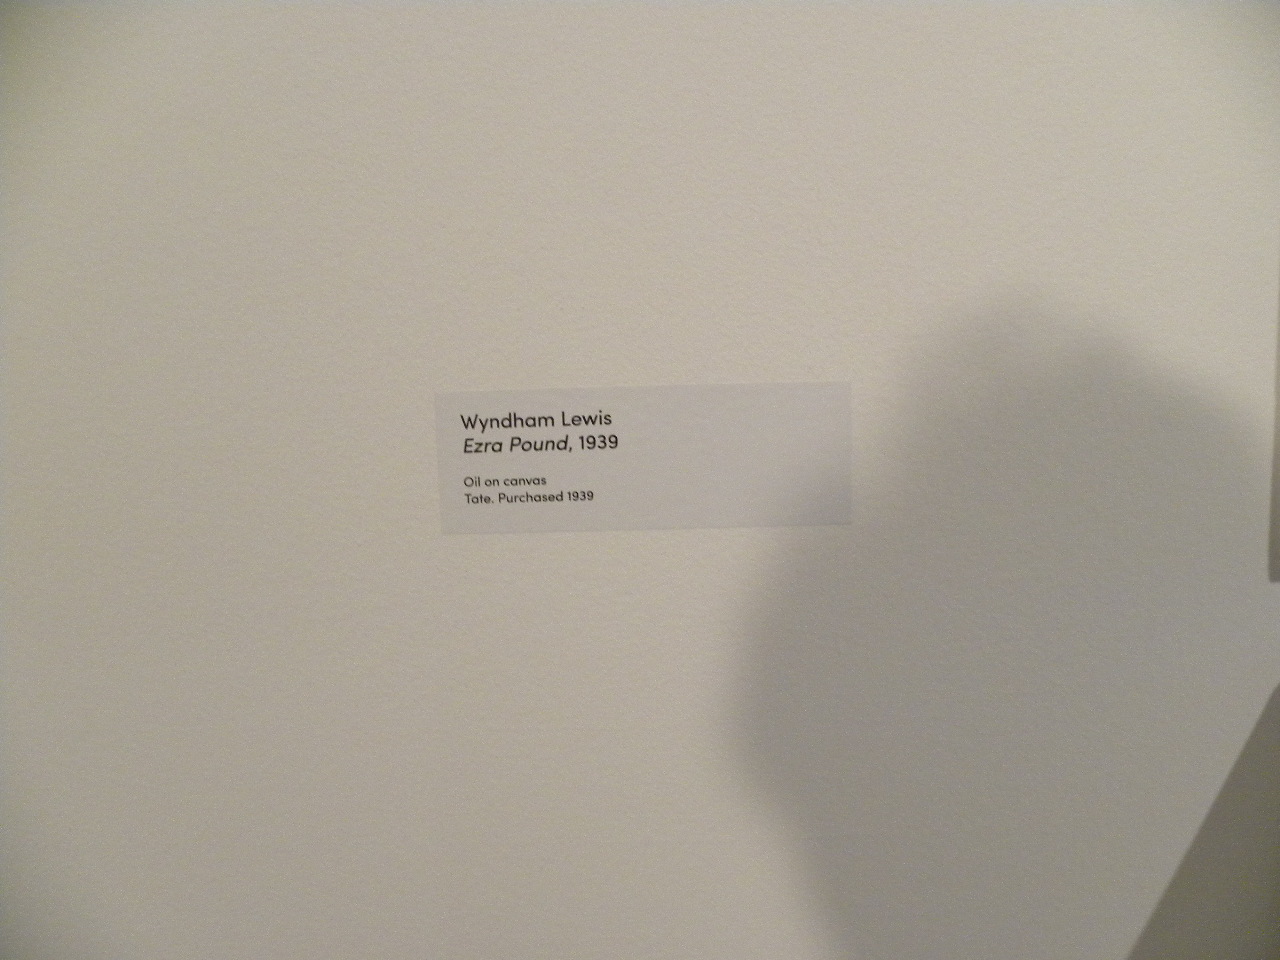 Wyndham Lewis
Ezra Pound, 1939
Oil on canvas
Tate. Purchased 1939